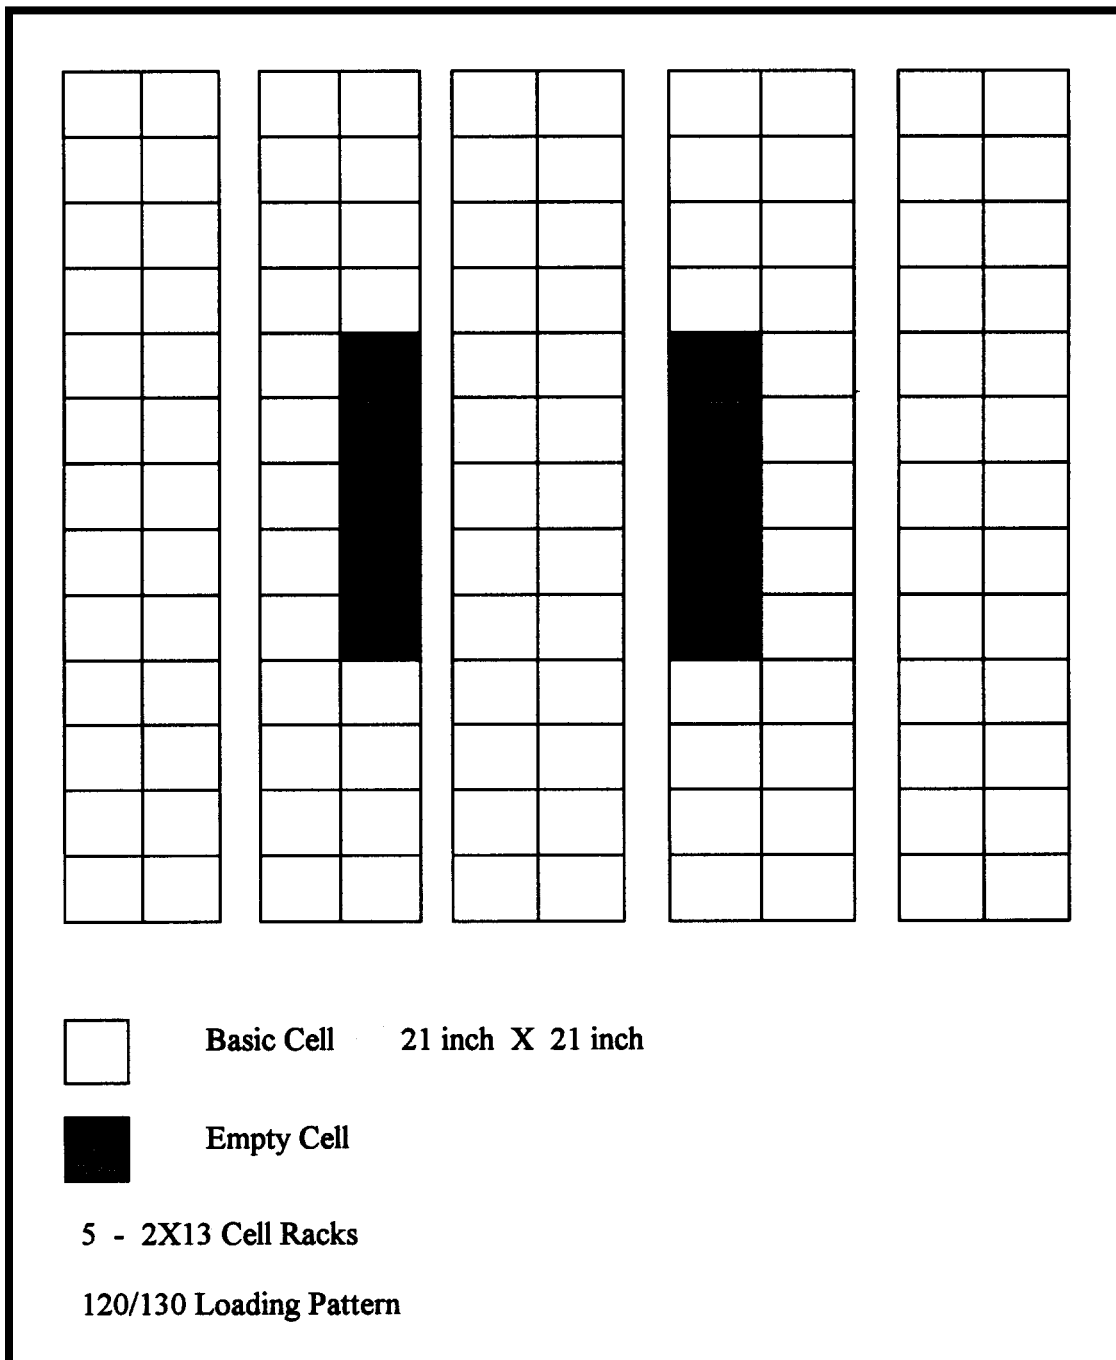 Basic Cell 21 inch X 21 inch
Empty Cell
5 - 2X13 Cell Racks
120/130 Loading Pattern